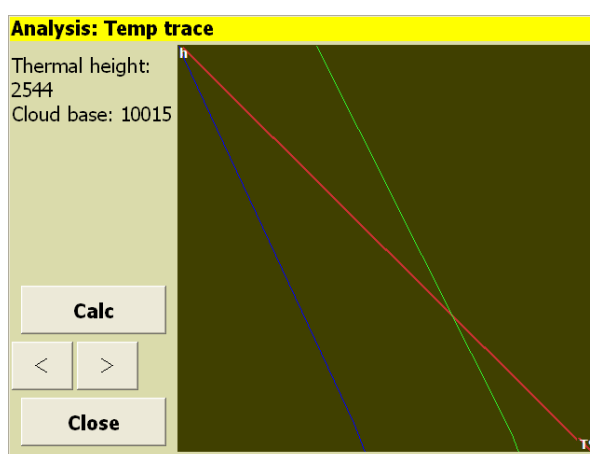 Analysis: Temp trace
Thermal height:
2544
Cloud base: 10015
h
Calc
<
>
Close